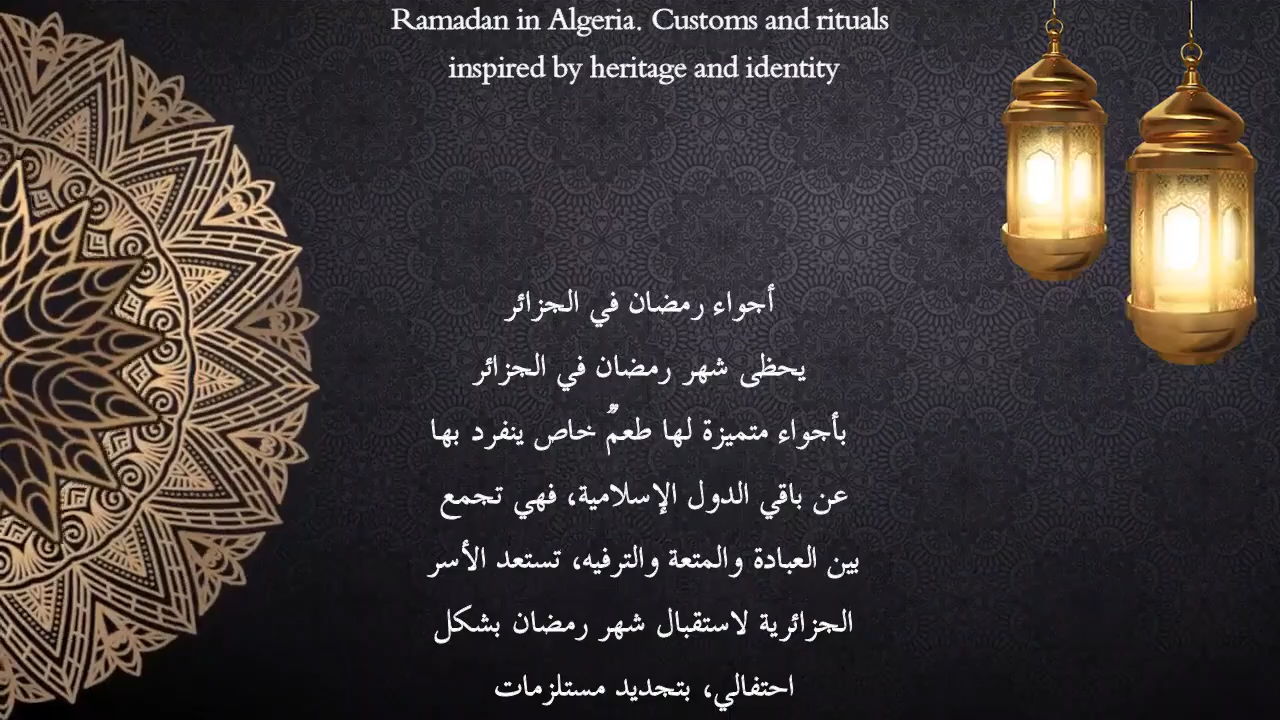 Ramadan in Algeria. Customs and rituals
inspired by heritage and identity
أجواء رمضان في الجزائر
يحظى شهر رمضان في الجزائر
بأجواء متميزة لها طعمٌ خاص ينفرد بها
عن باقي الدول الإسلامية، فهي تجمع
بين العبادة والمتعة والترفيه، تستعد الأسر
الجزائرية لاستقبال شهر رمضان بشكل
احتفالي، بتجديد مستلزمات